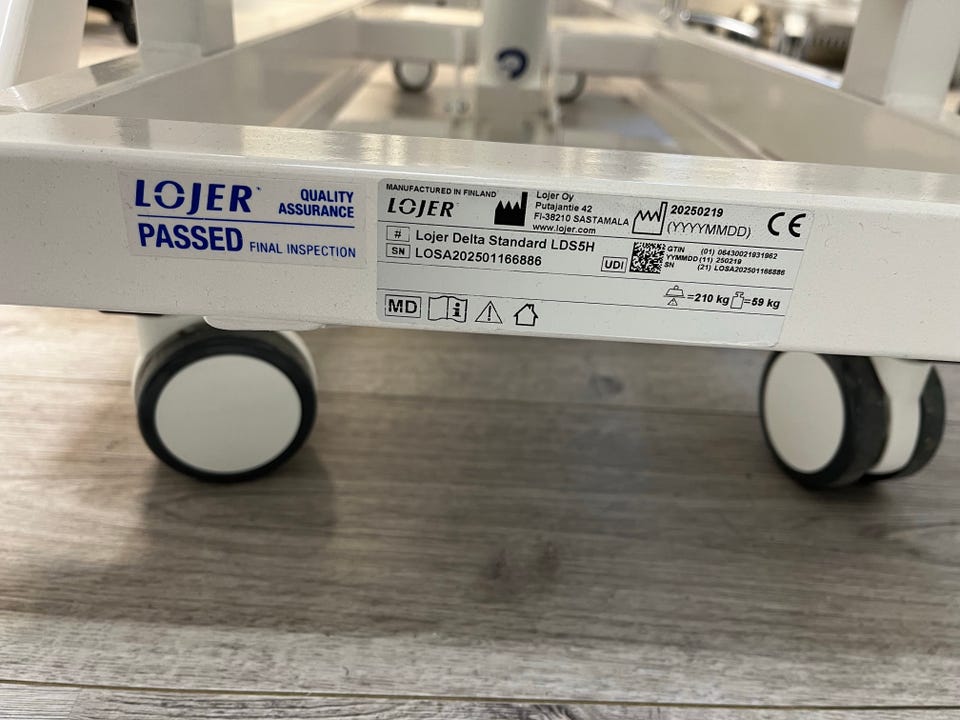 LOJER
QUALITY
ASSURANCE
PASSED FINAL INSPECTION
MANUFACTURED IN FINLAND
LOJER
Lojer Oy
Putajantie 42
FI-38210 SASTAMALA
www.lojer.com
20250219
(YYYYMMDD)
CE
# Lojer Delta Standard LDS5H
SN LOSA202501166886
UDI
GTIN (01) 06430021931962
YYMMDD (11) 250219
SN (21) LOSA202501166886
MD
=210 kg =59 kg